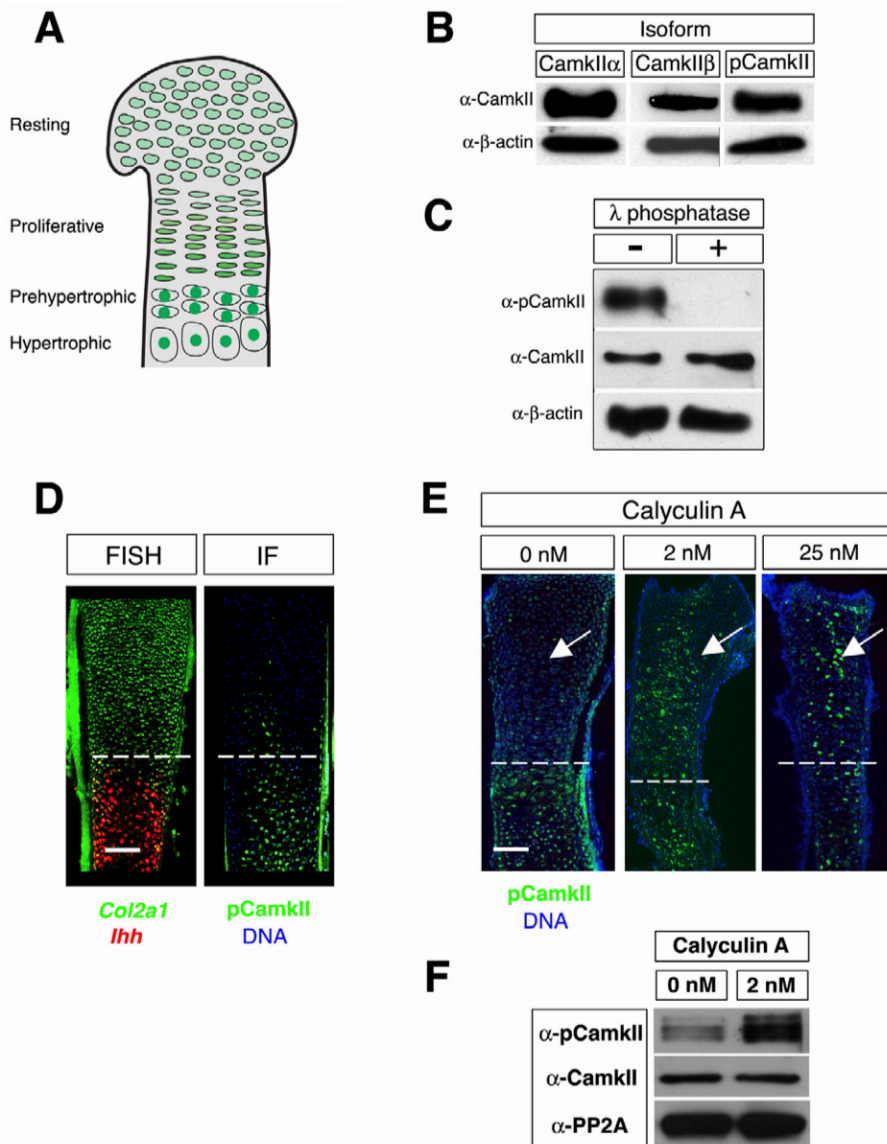 A
Resting
Proliferative
Prehypertrophic
Hypertrophic
B
Isoform
CamkIIα CamkIIβ pCamkII
α-CamkII
α-β-actin
C
λ phosphatase
- +
α-pCamkII
α-CamkII
α-β-actin
D
FISH IF
Col2a1 pCamkII
Ihh DNA
E
Calyculin A
0 nM 2 nM 25 nM
pCamkII
DNA
F
Calyculin A
0 nM 2 nM
α-pCamkII
α-CamkII
α-PP2A